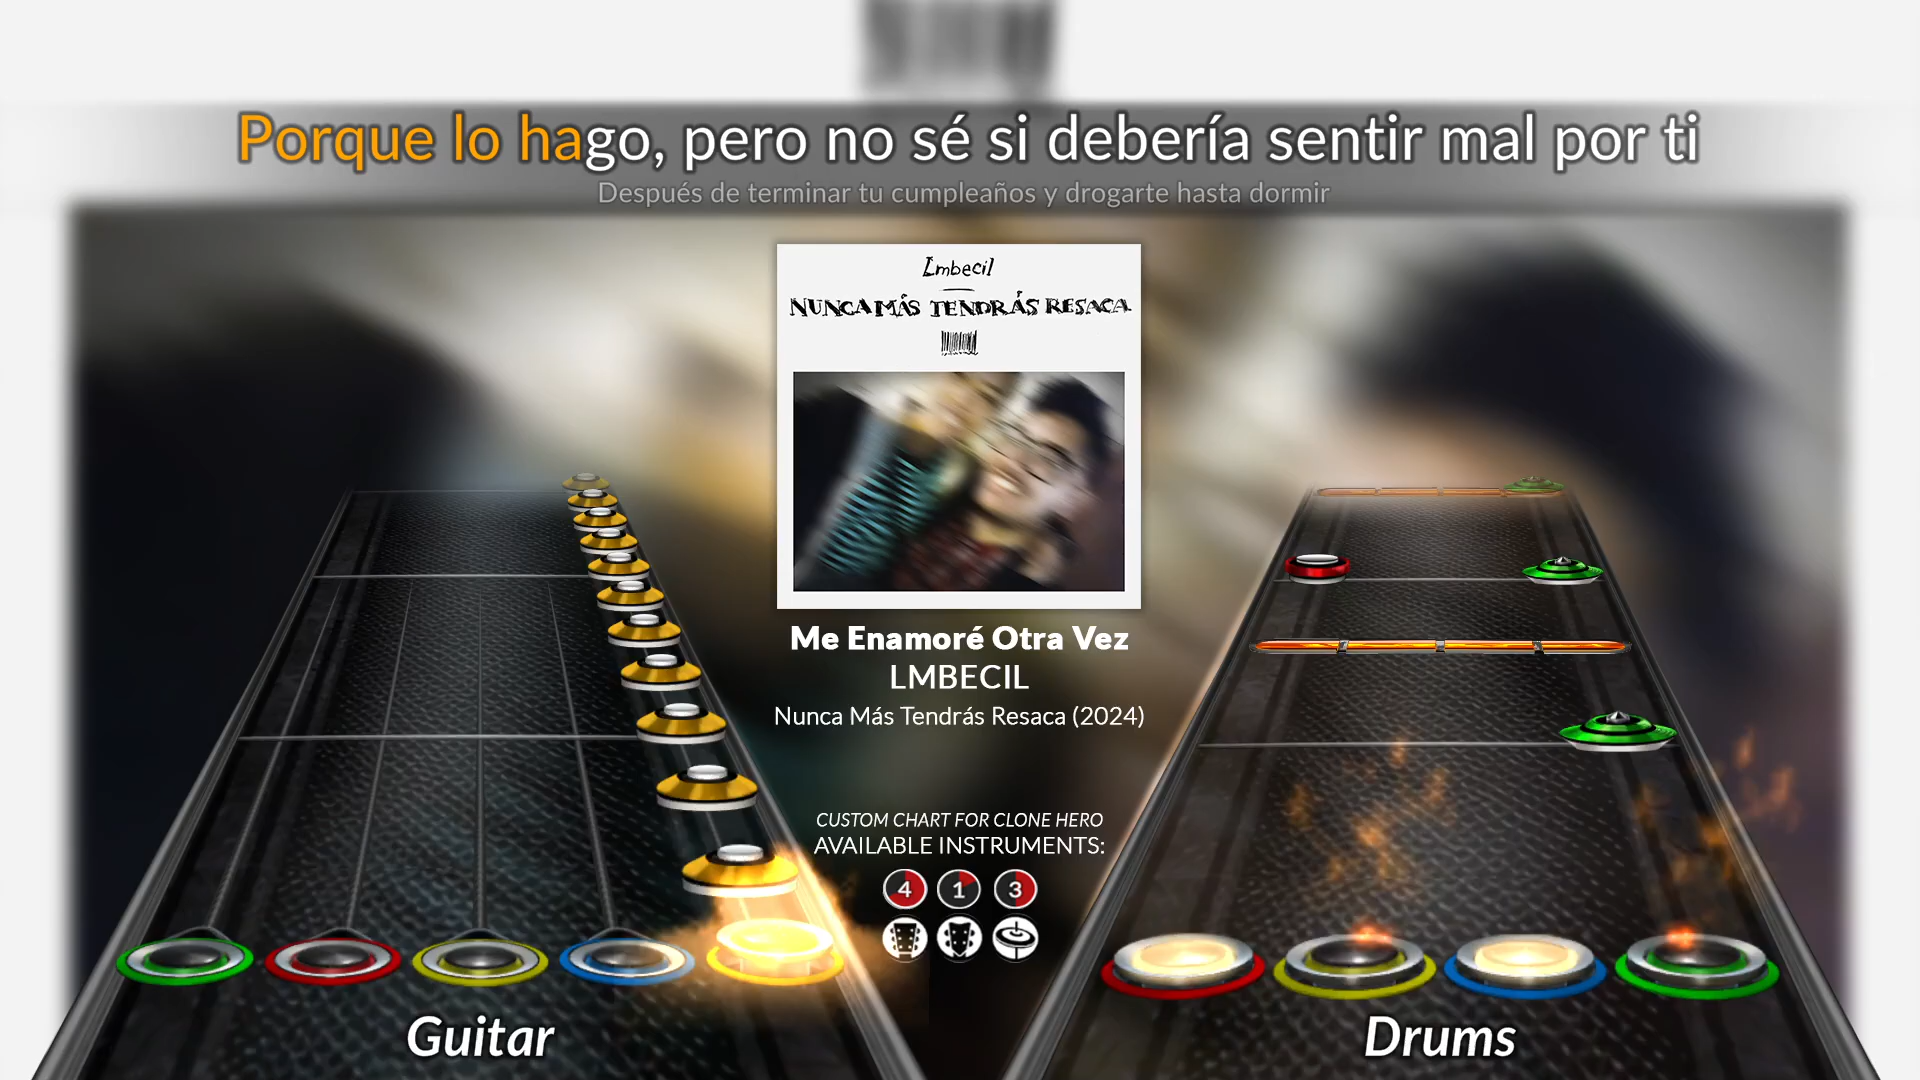 Porque lo hago, pero no sé si debería sentir mal por ti
Después de terminar tu cumpleaños y drogarte hasta dormir
Lmbecil
NUNCA MÁS TENDRÁS RESACA
Me Enamoré Otra Vez
LMBECIL
Nunca Más Tendrás Resaca (2024)
CUSTOM CHART FOR CLONE HERO
AVAILABLE INSTRUMENTS:
4 1 3
Guitar
Drums